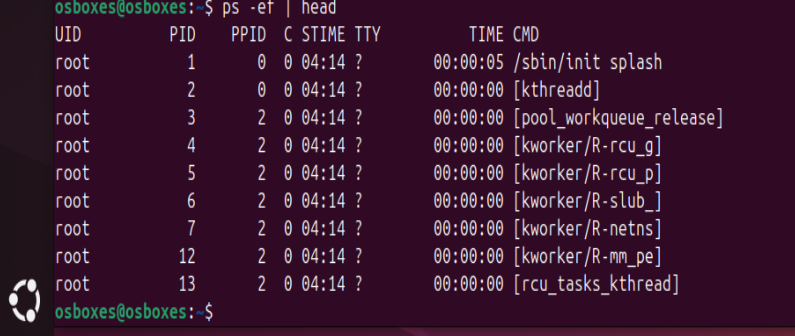 osboxes@osboxes:~$ ps -ef | head
UID          PID    PPID  C STIME TTY          TIME CMD
root           1       0  0 04:14 ?        00:00:05 /sbin/init splash
root           2       0  0 04:14 ?        00:00:00 [kthreadd]
root           3       2  0 04:14 ?        00:00:00 [pool_workqueue_release]
root           4       2  0 04:14 ?        00:00:00 [kworker/R-rcu_g]
root           5       2  0 04:14 ?        00:00:00 [kworker/R-rcu_p]
root           6       2  0 04:14 ?        00:00:00 [kworker/R-slub_]
root           7       2  0 04:14 ?        00:00:00 [kworker/R-netns]
root          12       2  0 04:14 ?        00:00:00 [kworker/R-mm_pe]
root          13       2  0 04:14 ?        00:00:00 [rcu_tasks_kthread]
osboxes@osboxes:~$